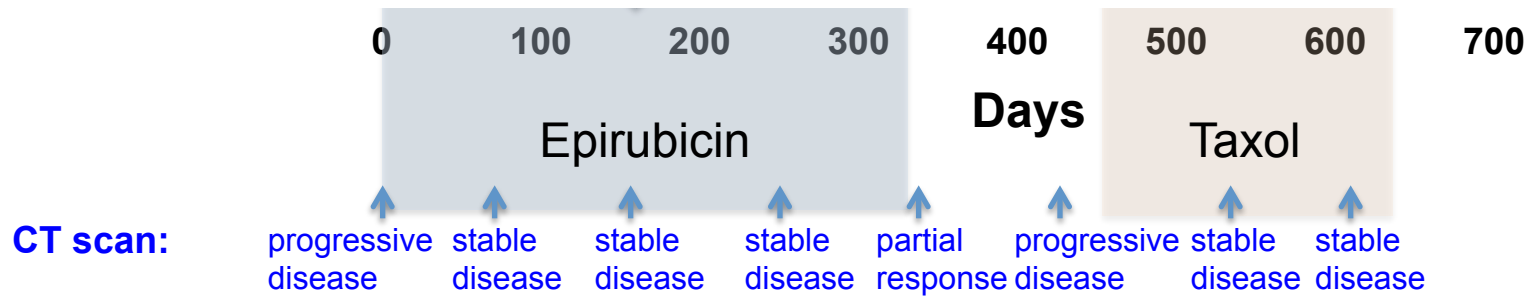 0 100 200 300 400 500 600 700
Days
Epirubicin Taxol
CT scan: progressive stable stable stable partial progressive stable stable
disease disease disease disease response disease disease disease